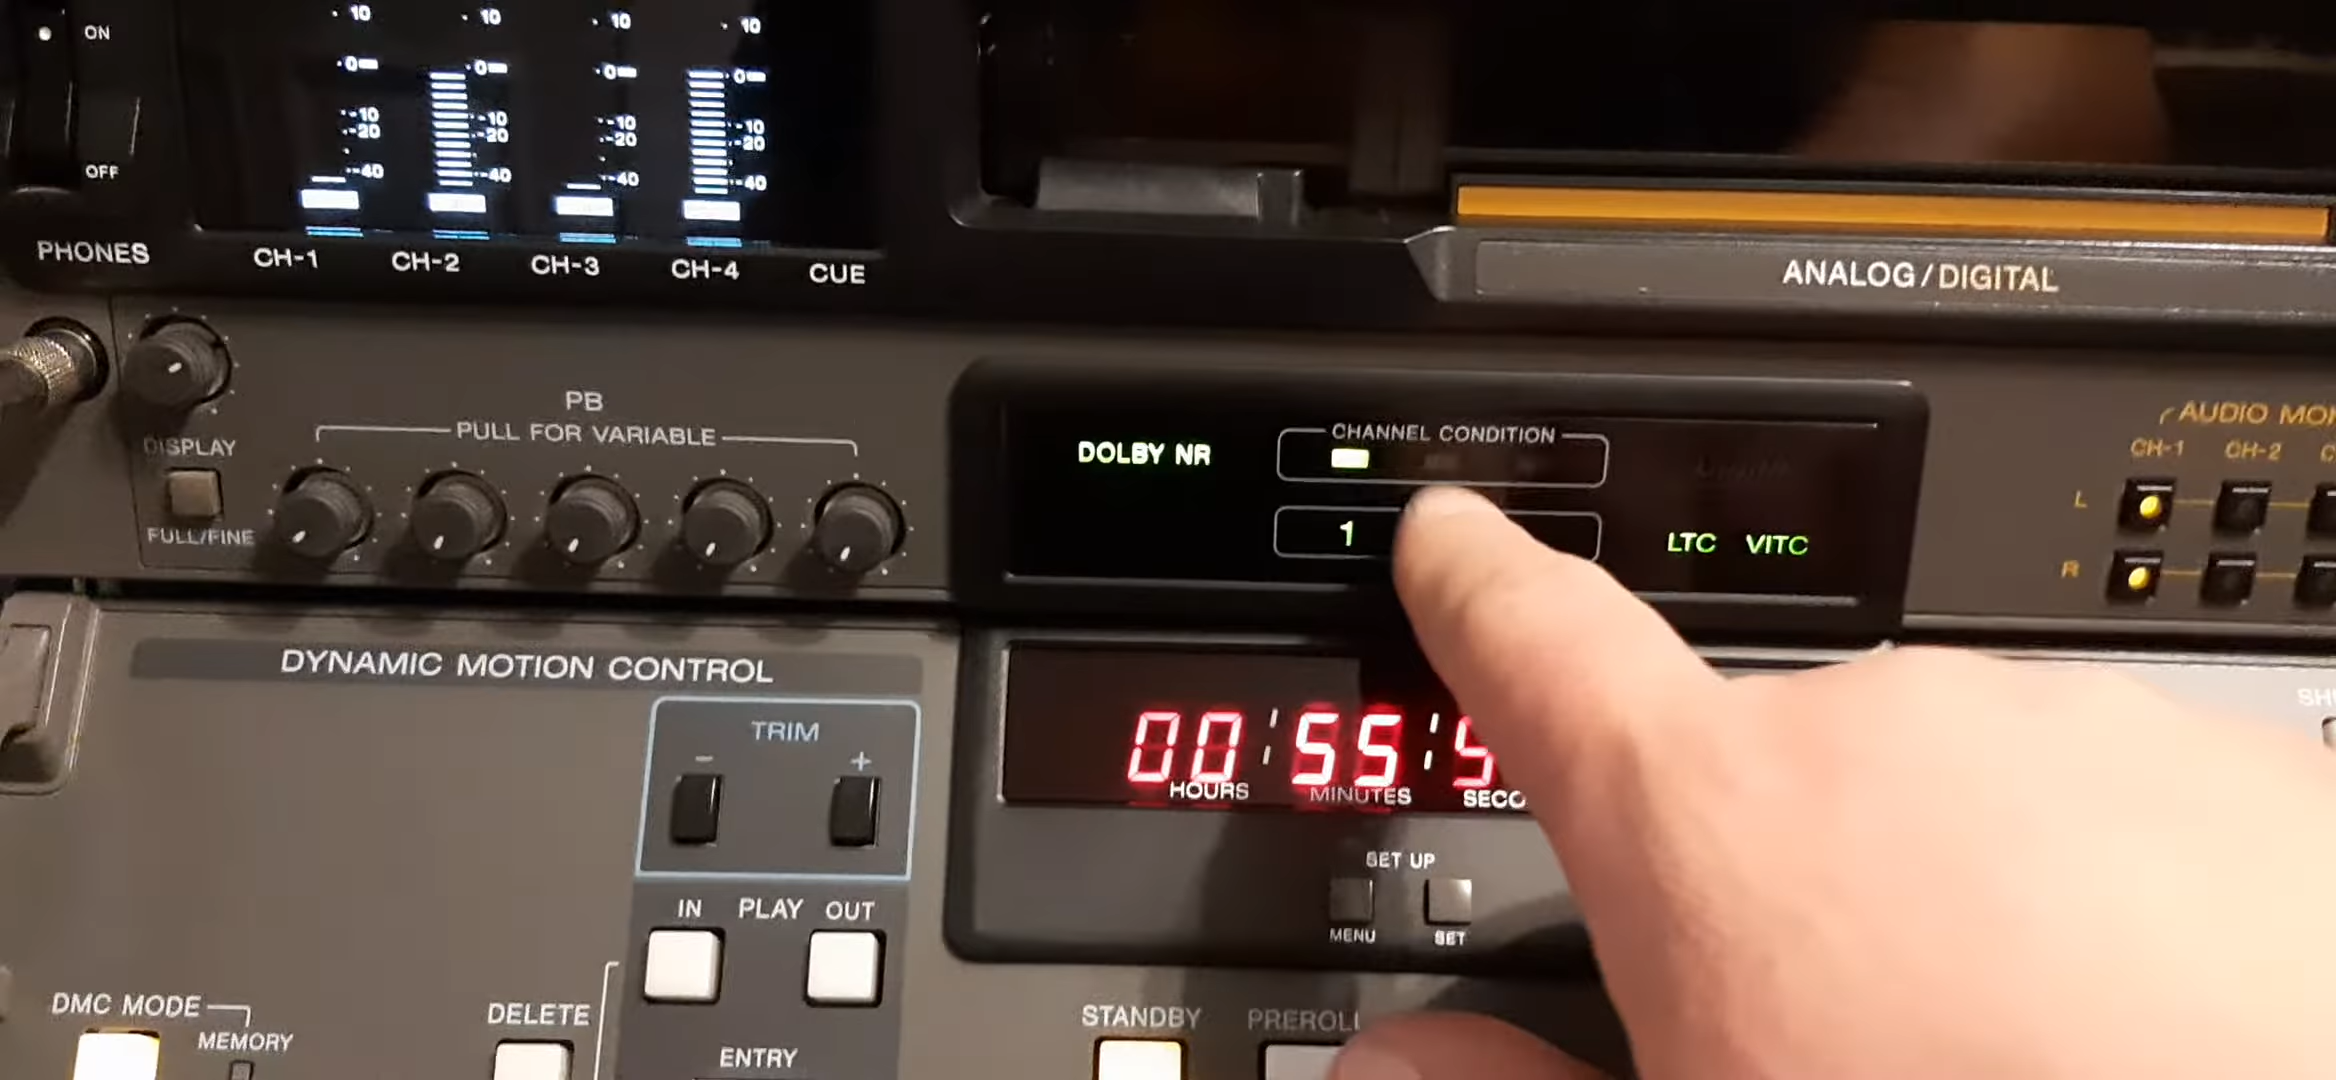 ON
10 10 10 10
0 0 0 0
-10 -10 -10 -10
-20 -20 -20 -20
OFF
-40 -40 -40 -40
PHONES
CH-1 CH-2 CH-3 CH-4 CUE
ANALOG/DIGITAL
PB
PULL FOR VARIABLE
DISPLAY
FULL/FINE
DOLBY NR
CHANNEL CONDITION
1
LTC VITC
AUDIO
CH-1 CH-2
L
R
DYNAMIC MOTION CONTROL
TRIM
- +
00:55:5
HOURS MINUTES
SET UP
MENU SET
IN PLAY OUT
DMC MODE
MEMORY
DELETE
ENTRY
STANDBY